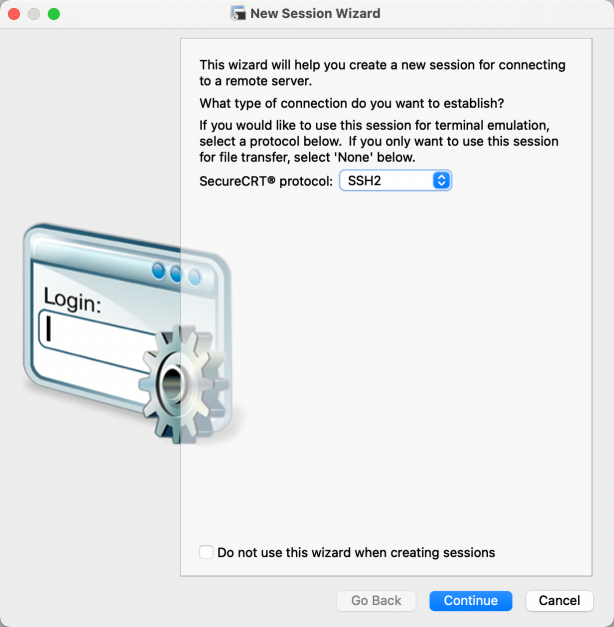 New Session Wizard
This wizard will help you create a new session for connecting
to a remote server.
What type of connection do you want to establish?
If you would like to use this session for terminal emulation,
select a protocol below.  If you only want to use this session
for file transfer, select 'None' below.
SecureCRT® protocol: SSH2
Login:
Do not use this wizard when creating sessions
Go Back Continue Cancel